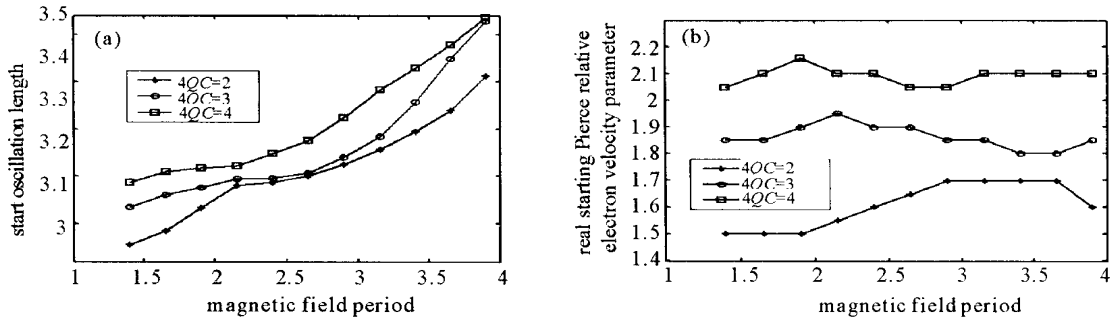 (a)
start oscillation length
3.5
3.4
3.3
3.2
3.1
3
4QC=2
4QC=3
4QC=4
1 1.5 2 2.5 3 3.5 4
magnetic field period
(b)
real starting Pierce relative
electron velocity parameter
2.2
2.1
2
1.9
1.8
1.7
1.6
1.5
1.4
4QC=2
4QC=3
4QC=4
1 1.5 2 2.5 3 3.5 4
magnetic field period